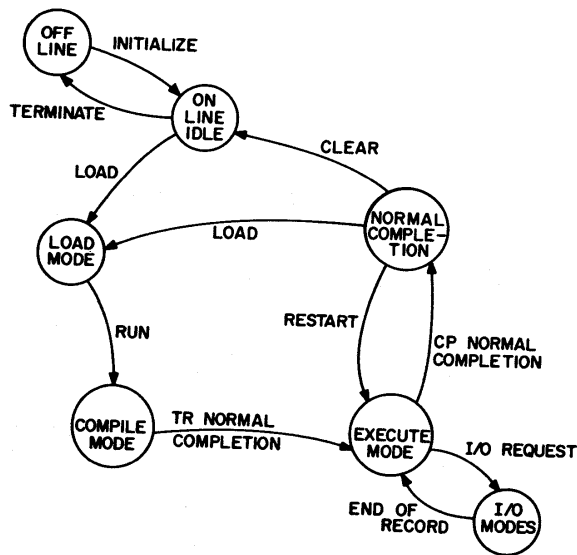 OFF
LINE
INITIALIZE
TERMINATE
ON
LINE
IDLE
CLEAR
LOAD
NORMAL
COMPLE-
TION
LOAD
MODE
LOAD
RESTART
RUN
CP NORMAL
COMPLETION
COMPILE
MODE
TR NORMAL
COMPLETION
EXECUTE
MODE
I/O REQUEST
END OF
RECORD
I/O
MODES